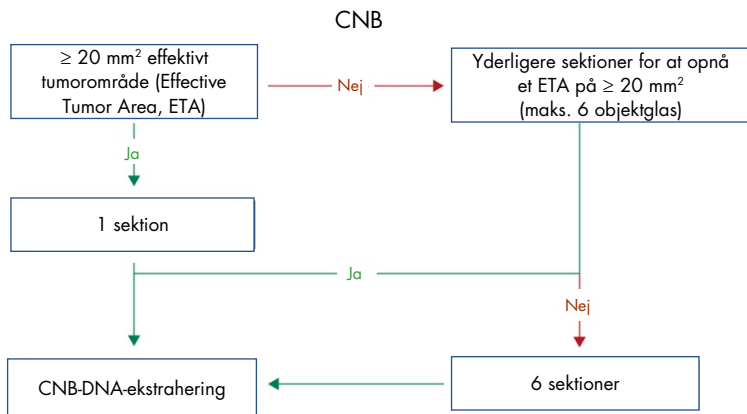 CNB
≥ 20 mm² effektivt
tumorområde (Effective
Tumor Area, ETA)
Nej
Yderligere sektioner for at opnå
et ETA på ≥ 20 mm²
(maks. 6 objektglas)
Ja
1 sektion
Ja
Nej
CNB-DNA-ekstrahering
6 sektioner